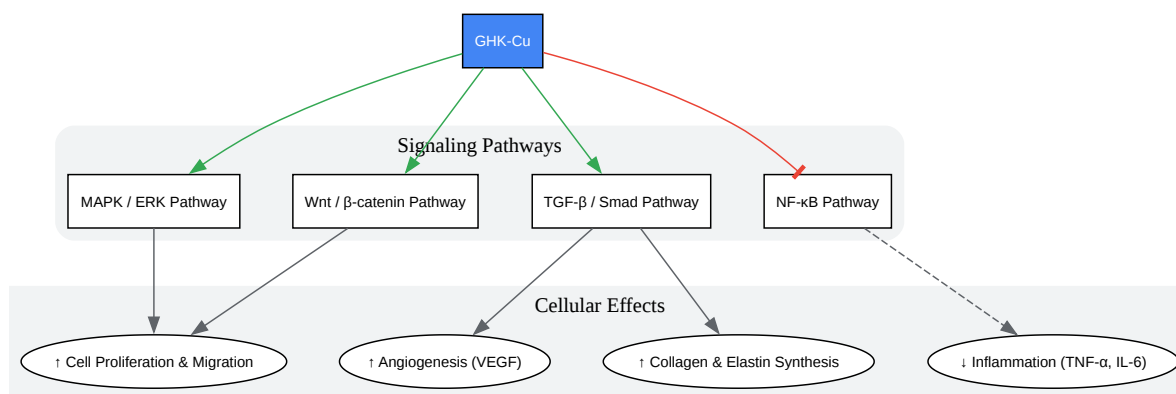 GHK-Cu
Signaling Pathways
MAPK / ERK Pathway
Wnt / β-catenin Pathway
TGF-β / Smad Pathway
NF-κB Pathway
Cellular Effects
↑ Cell Proliferation & Migration
↑ Angiogenesis (VEGF)
↑ Collagen & Elastin Synthesis
↓ Inflammation (TNF-α, IL-6)